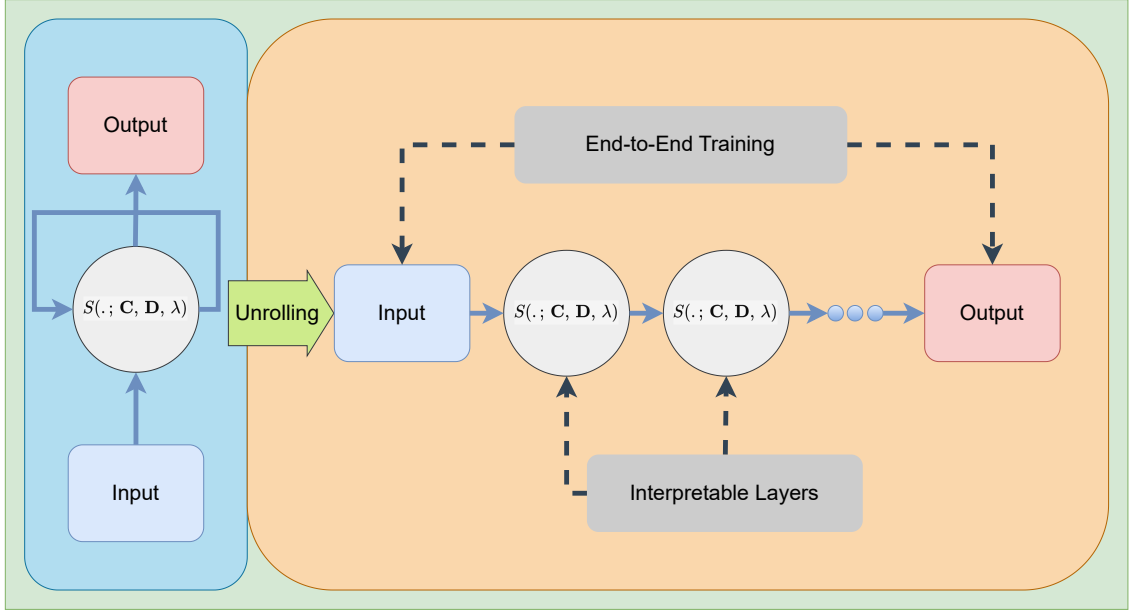 Output
S(. ; C, D, λ)
Input
Unrolling
End-to-End Training
Input
S(. ; C, D, λ)
S(. ; C, D, λ)
Output
Interpretable Layers